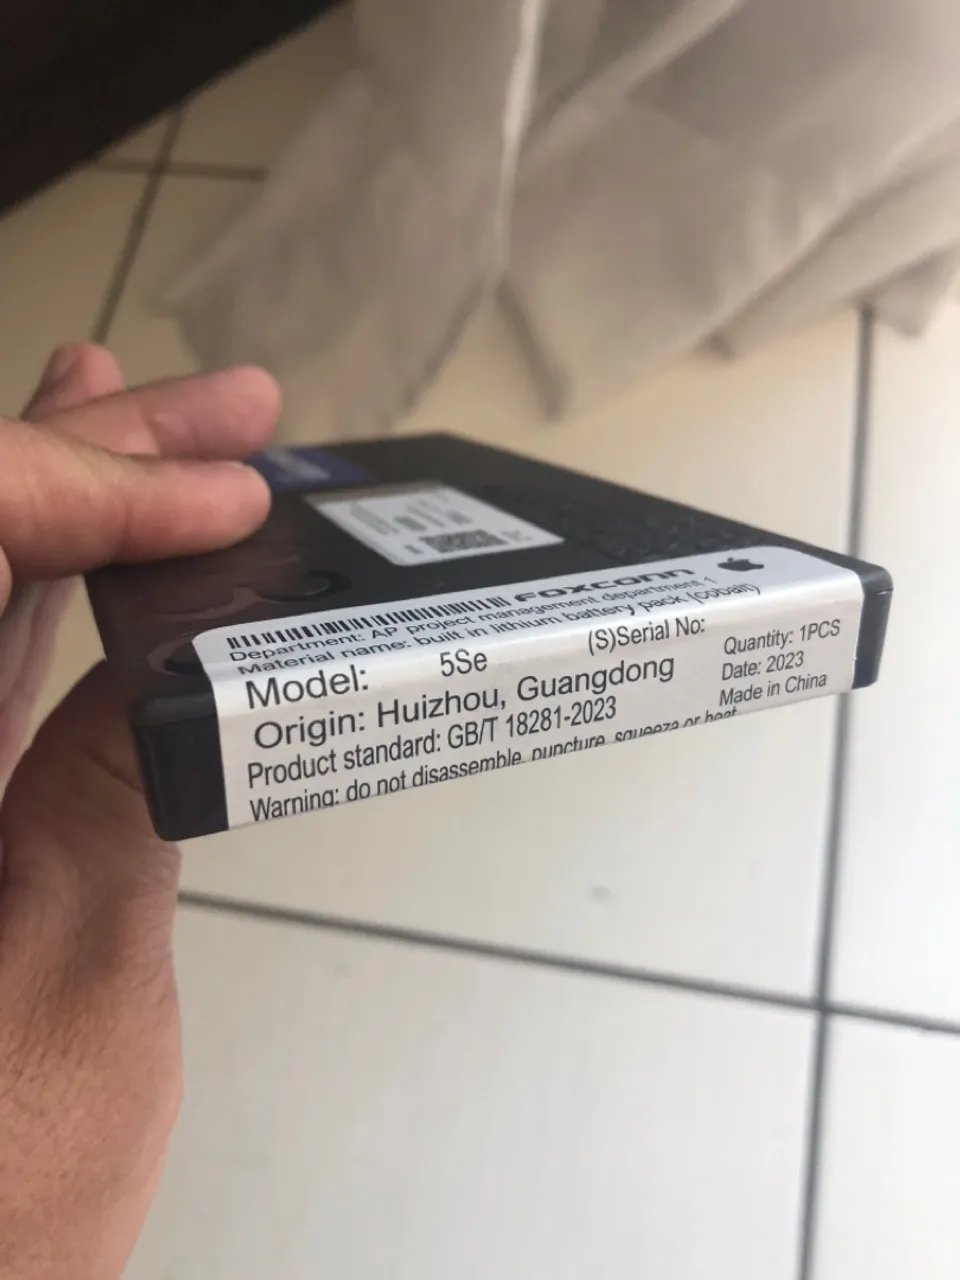 FOXCONN
Department: AP project management department 1
Material name: built in lithium battery pack (cobalt)
Model: 5Se (S)Serial No:
Origin: Huizhou, Guangdong
Product standard: GB/T 18281-2023
Warning: do not disassemble, puncture, squeeze or heat
Quantity: 1PCS
Date: 2023
Made in China